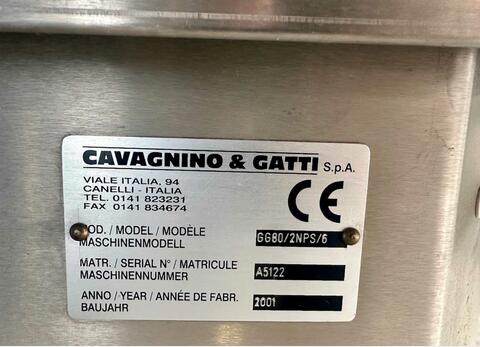 CAVAGNINO & GATTI S.p.A.
VIALE ITALIA, 94
CANELLI - ITALIA
TEL. 0141 823231
FAX 0141 834674
OD. / MODEL / MODÈLE
MASCHINENMODELL
GG80/2NPS/6
MATR. / SERIAL N° / MATRICULE
MASCHINENNUMMER
A5122
ANNO / YEAR / ANNÉE DE FABR.
BAUJAHR
2001
CE